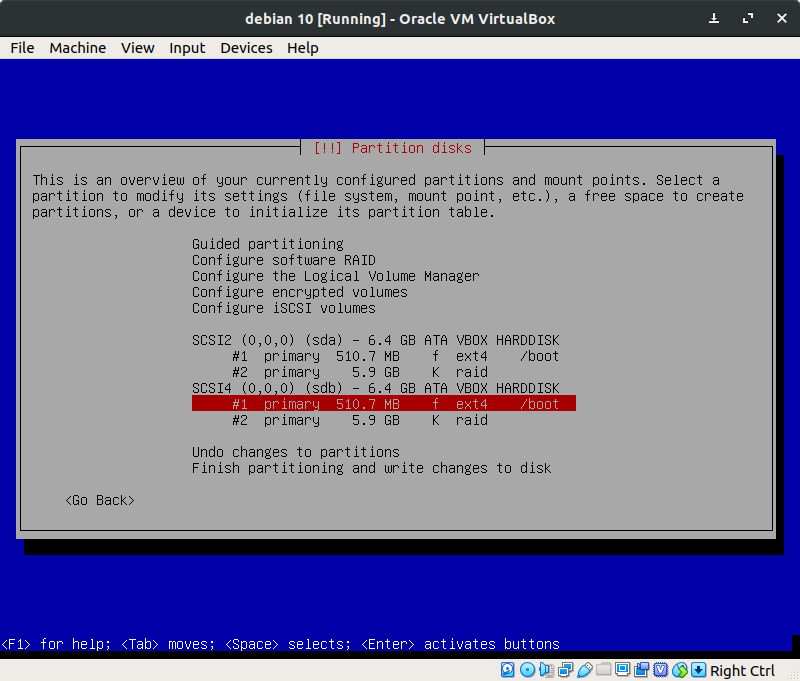 debian 10 [Running] - Oracle VM VirtualBox
File Machine View Input Devices Help
[!!] Partition disks
This is an overview of your currently configured partitions and mount points. Select a
partition to modify its settings (file system, mount point, etc.), a free space to create
partitions, or a device to initialize its partition table.
Guided partitioning
Configure software RAID
Configure the Logical Volume Manager
Configure encrypted volumes
Configure iSCSI volumes
SCSI2 (0,0,0) (sda) - 6.4 GB ATA VBOX HARDDISK
#1 primary 510.7 MB f ext4 /boot
#2 primary 5.9 GB K raid
SCSI4 (0,0,0) (sdb) - 6.4 GB ATA VBOX HARDDISK
#1 primary 510.7 MB f ext4 /boot
#2 primary 5.9 GB K raid
Undo changes to partitions
Finish partitioning and write changes to disk
<Go Back>
<F1> for help; <Tab> moves; <Space> selects; <Enter> activates buttons
Right Ctrl